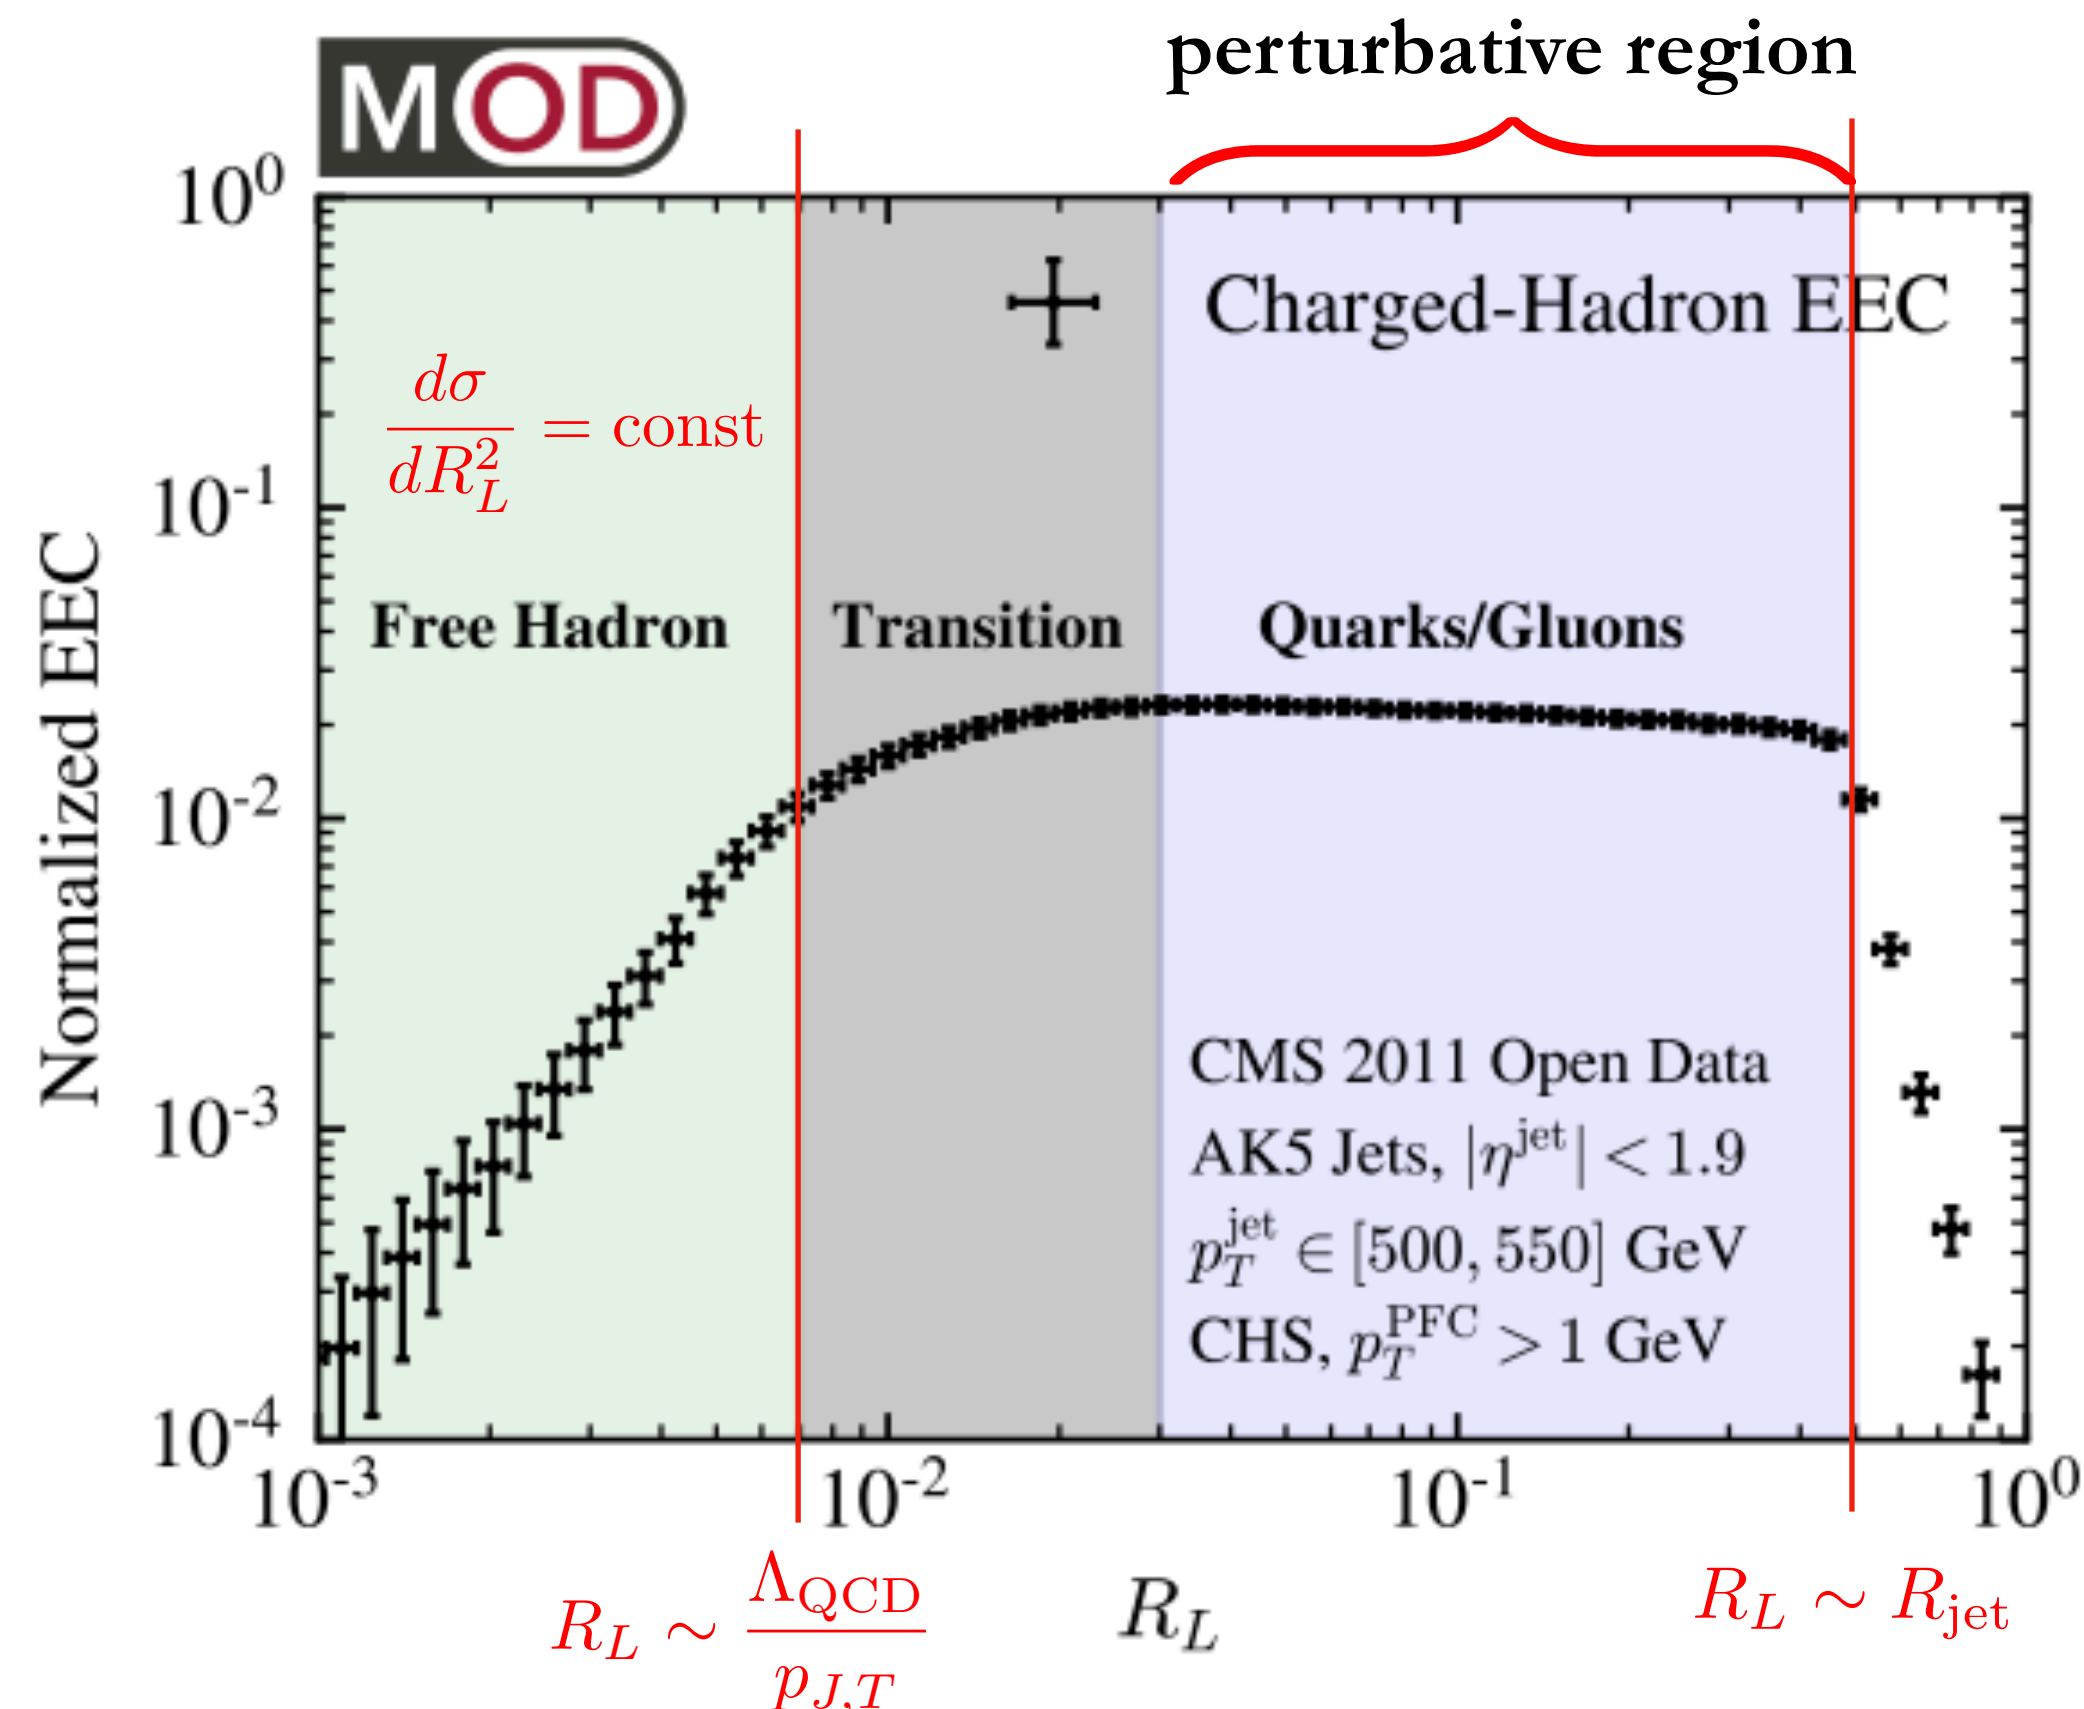 perturbative region
MOD
10^0
10^-1
10^-2
10^-3
10^-4
Normalized EEC
Charged-Hadron EEC
dσ/dR_L^2 = const
Free Hadron
Transition
Quarks/Gluons
CMS 2011 Open Data
AK5 Jets, |η^jet| < 1.9
p_T^jet ∈ [500, 550] GeV
CHS, p_T^PFC > 1 GeV
10^-3
10^-2
10^-1
10^0
R_L ~ Λ_QCD/p_J,T
R_L
R_L ~ R_jet